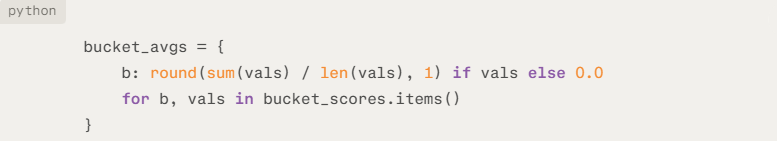 python
bucket_avgs = {
    b: round(sum(vals) / len(vals), 1) if vals else 0.0
    for b, vals in bucket_scores.items()
}